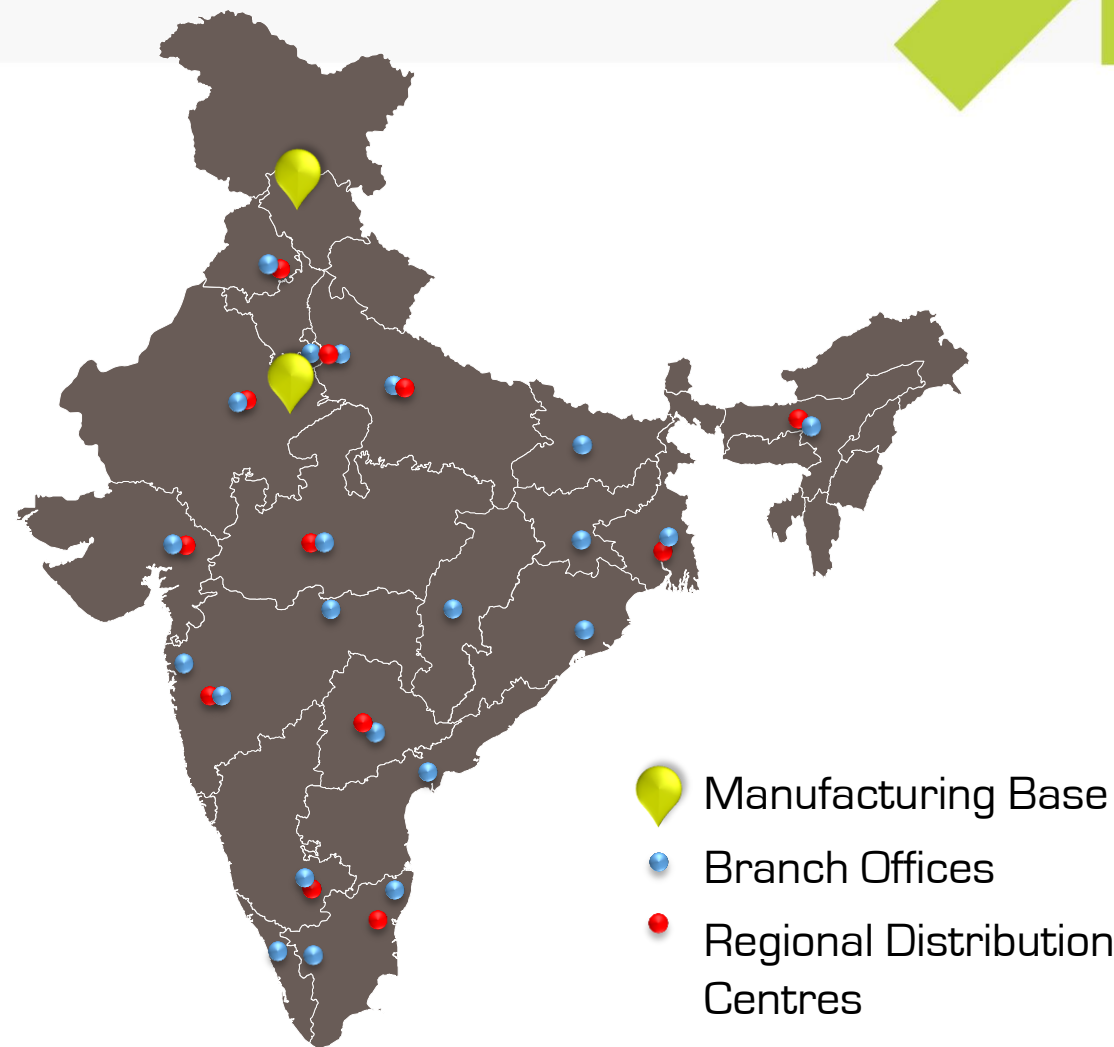 Manufacturing Base
Branch Offices
Regional Distribution
Centres